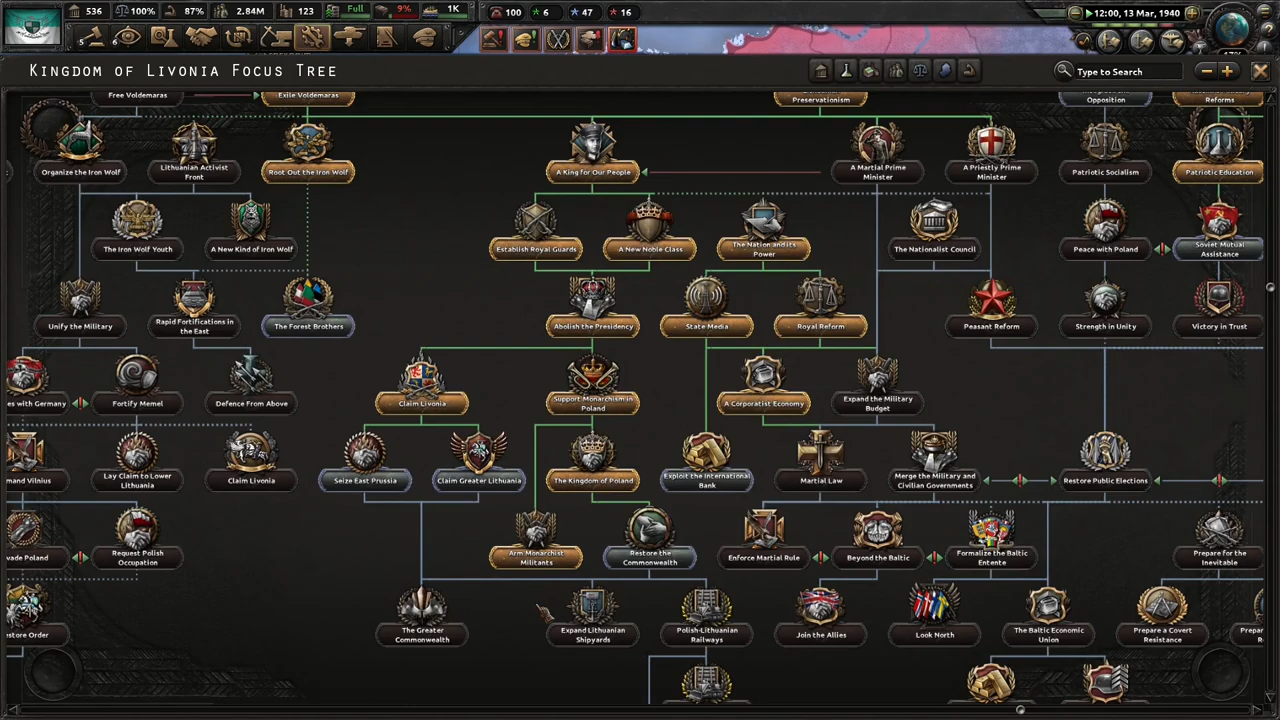 536 100% 87% 2.84M 123 Full 9% 1K 100 6 47 16 12:00, 13 Mar, 1940
5 6
Kingdom of Livonia Focus Tree
Type to Search
Free Voldemaras
Exile Voldemaras
Preservationism
Opposition
Reforms
Organize the Iron Wolf
Lithuanian Activist
Front
Root Out the Iron Wolf
A King for Our People
A Martial Prime
Minister
A Priestly Prime
Minister
Patriotic Socialism
Patriotic Education
The Iron Wolf Youth
A New Kind of Iron Wolf
Establish Royal Guards
A New Noble Class
The Nation and its
Power
The Nationalist Council
Peace with Poland
Soviet Mutual
Assistance
Unify the Military
Rapid Fortifications in
the East
The Forest Brothers
Abolish the Presidency
State Media
Royal Reform
Peasant Reform
Strength in Unity
Victory in Trust
es with Germany
Fortify Memel
Defence From Above
Claim Livonia
Support Monarchism in
Poland
A Corporatist Economy
Expand the Military
Budget
mand Vilnius
Lay Claim to Lower
Lithuania
Claim Livonia
Seize East Prussia
Claim Greater Lithuania
The Kingdom of Poland
Exploit the International
Bank
Martial Law
Merge the Military and
Civilian Governments
Restore Public Elections
vade Poland
Request Polish
Occupation
Arm Monarchist
Militants
Restore the
Commonwealth
Enforce Martial Rule
Beyond the Baltic
Formalize the Baltic
Entente
Prepare for the
Inevitable
estore Order
The Greater
Commonwealth
Expand Lithuanian
Shipyards
Polish-Lithuanian
Railways
Join the Allies
Look North
The Baltic Economic
Union
Prepare a Covert
Resistance